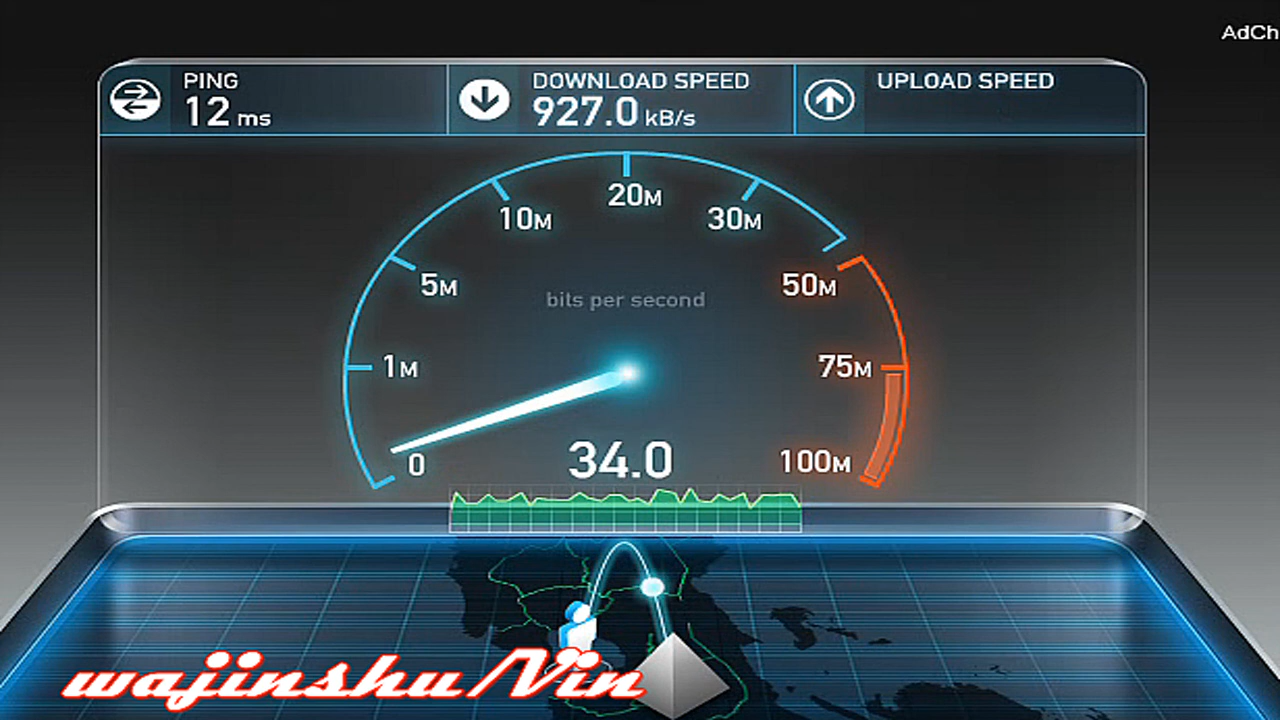 AdCh
PING
12 ms
DOWNLOAD SPEED
927.0 kB/s
UPLOAD SPEED
20M
10M
30M
5M
50M
bits per second
1M
75M
0
34.0
100M
wajinshu/Vin